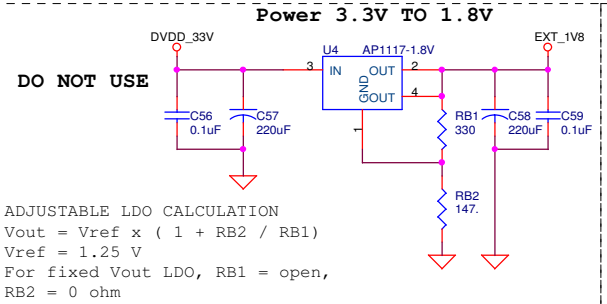 Power 3.3V TO 1.8V
DVDD_33V
EXT_1V8
U4
AP1117-1.8V
DO NOT USE
3
IN
OUT
2
GND
OUT
4
1
C56
0.1uF
C57
220uF
RB1
330
C58
220uF
C59
0.1uF
RB2
147.
ADJUSTABLE LDO CALCULATION
Vout = Vref x ( 1 + RB2 / RB1)
Vref = 1.25 V
For fixed Vout LDO, RB1 = open,
RB2 = 0 ohm